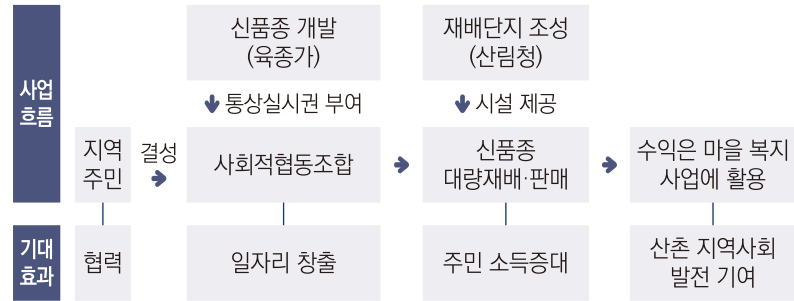 사업
흐름
신품종 개발
(육종가)
재배단지 조성
(산림청)
통상실시권 부여
시설 제공
지역
주민
결성
사회적협동조합
신품종
대량재배·판매
수익은 마을 복지
사업에 활용
기대
효과
협력
일자리 창출
주민 소득증대
산촌 지역사회
발전 기여